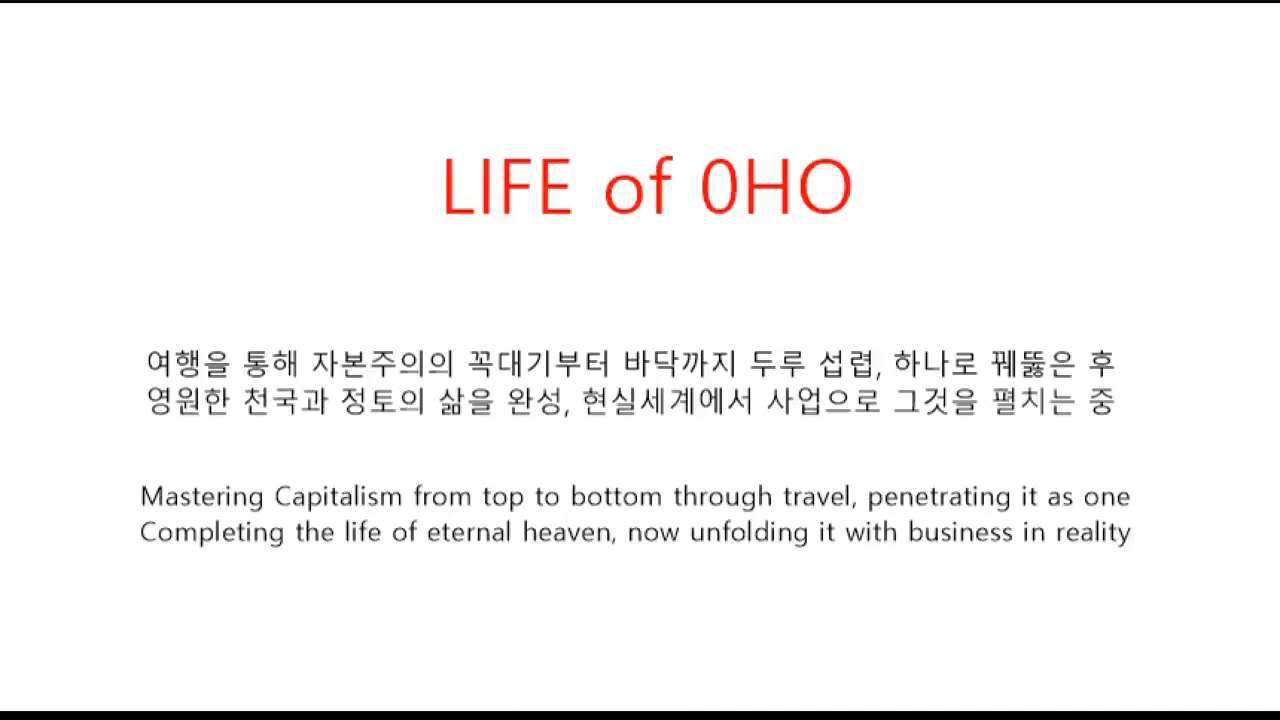 LIFE of 0HO
여행을 통해 자본주의의 꼭대기부터 바닥까지 두루 섭렵, 하나로 꿰뚫은 후
영원한 천국과 정토의 삶을 완성, 현실세계에서 사업으로 그것을 펼치는 중
Mastering Capitalism from top to bottom through travel, penetrating it as one
Completing the life of eternal heaven, now unfolding it with business in reality